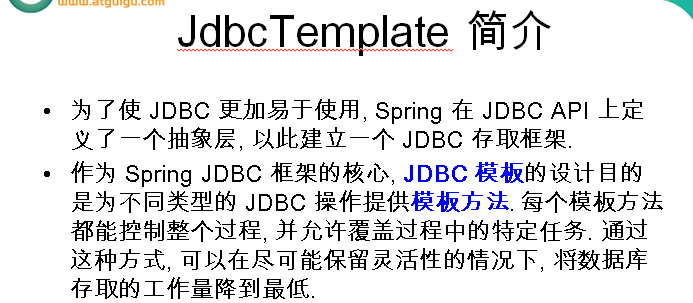 www.atguigu.com
JdbcTemplate 简介
• 为了使 JDBC 更加易于使用, Spring 在 JDBC API 上定
义了一个抽象层, 以此建立一个 JDBC 存取框架.
• 作为 Spring JDBC 框架的核心, JDBC 模板的设计目的
是为不同类型的 JDBC 操作提供模板方法. 每个模板方法
都能控制整个过程, 并允许覆盖过程中的特定任务. 通过
这种方式, 可以在尽可能保留灵活性的情况下, 将数据库
存取的工作量降到最低.